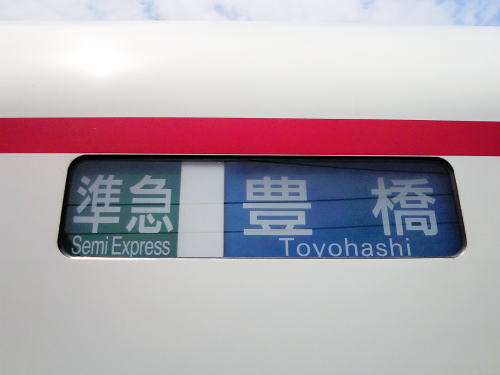 準急 豊橋
Semi Express Toyohashi